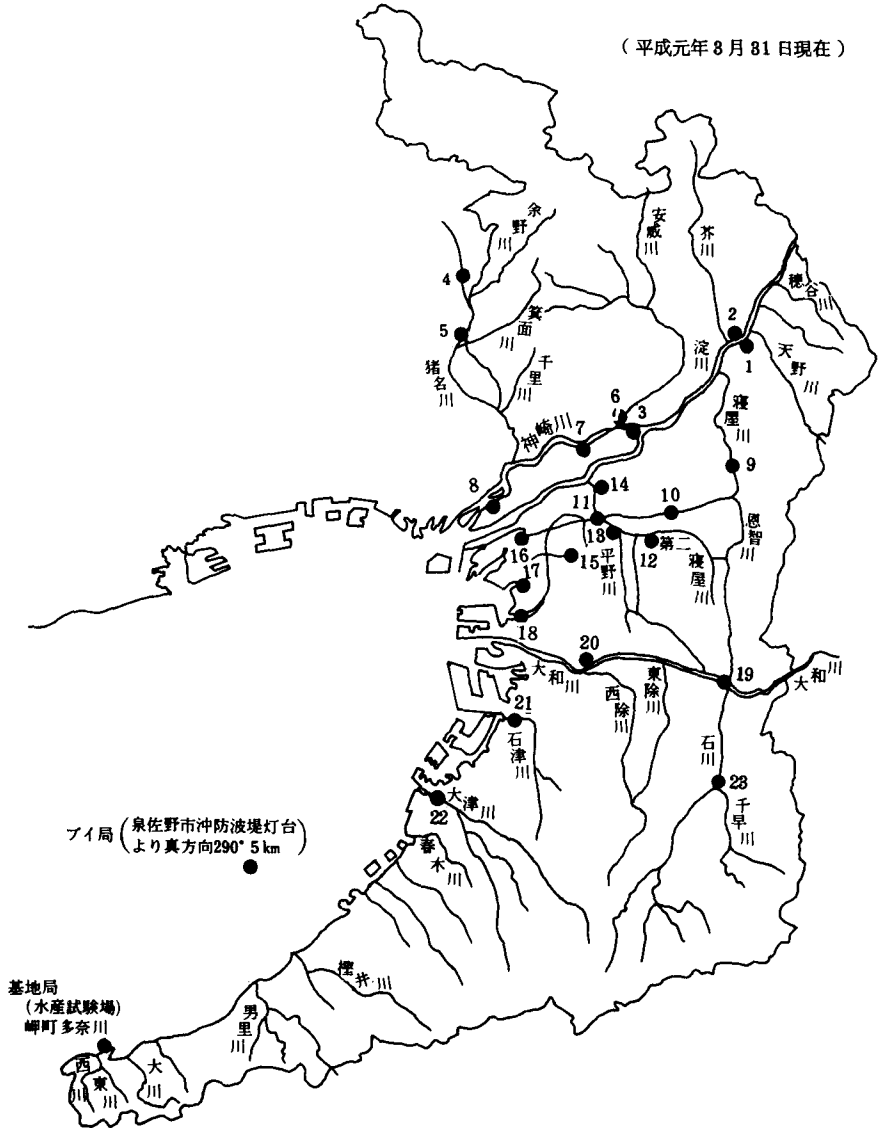 （平成元年3月31日現在）
余野川
安威川
芥川
穂谷川
4
箕面川
2
5
淀川
1
天野川
千里川
猪名川
6
寝屋川
3
神崎川
7
9
8
14
10
11
恩智川
13
16
第二寝屋川
12
平野川
15
17
18
20
19
大和川
大和川
東除川
西除川
21
石津川
石川
23
大津川
千早川
22
ブイ局（泉佐野市沖防波堤灯台
より真方向290°5km）
春木川
樫井川
基地局
（水産試験場）
岬町多奈川
男里川
西川
東川
大川